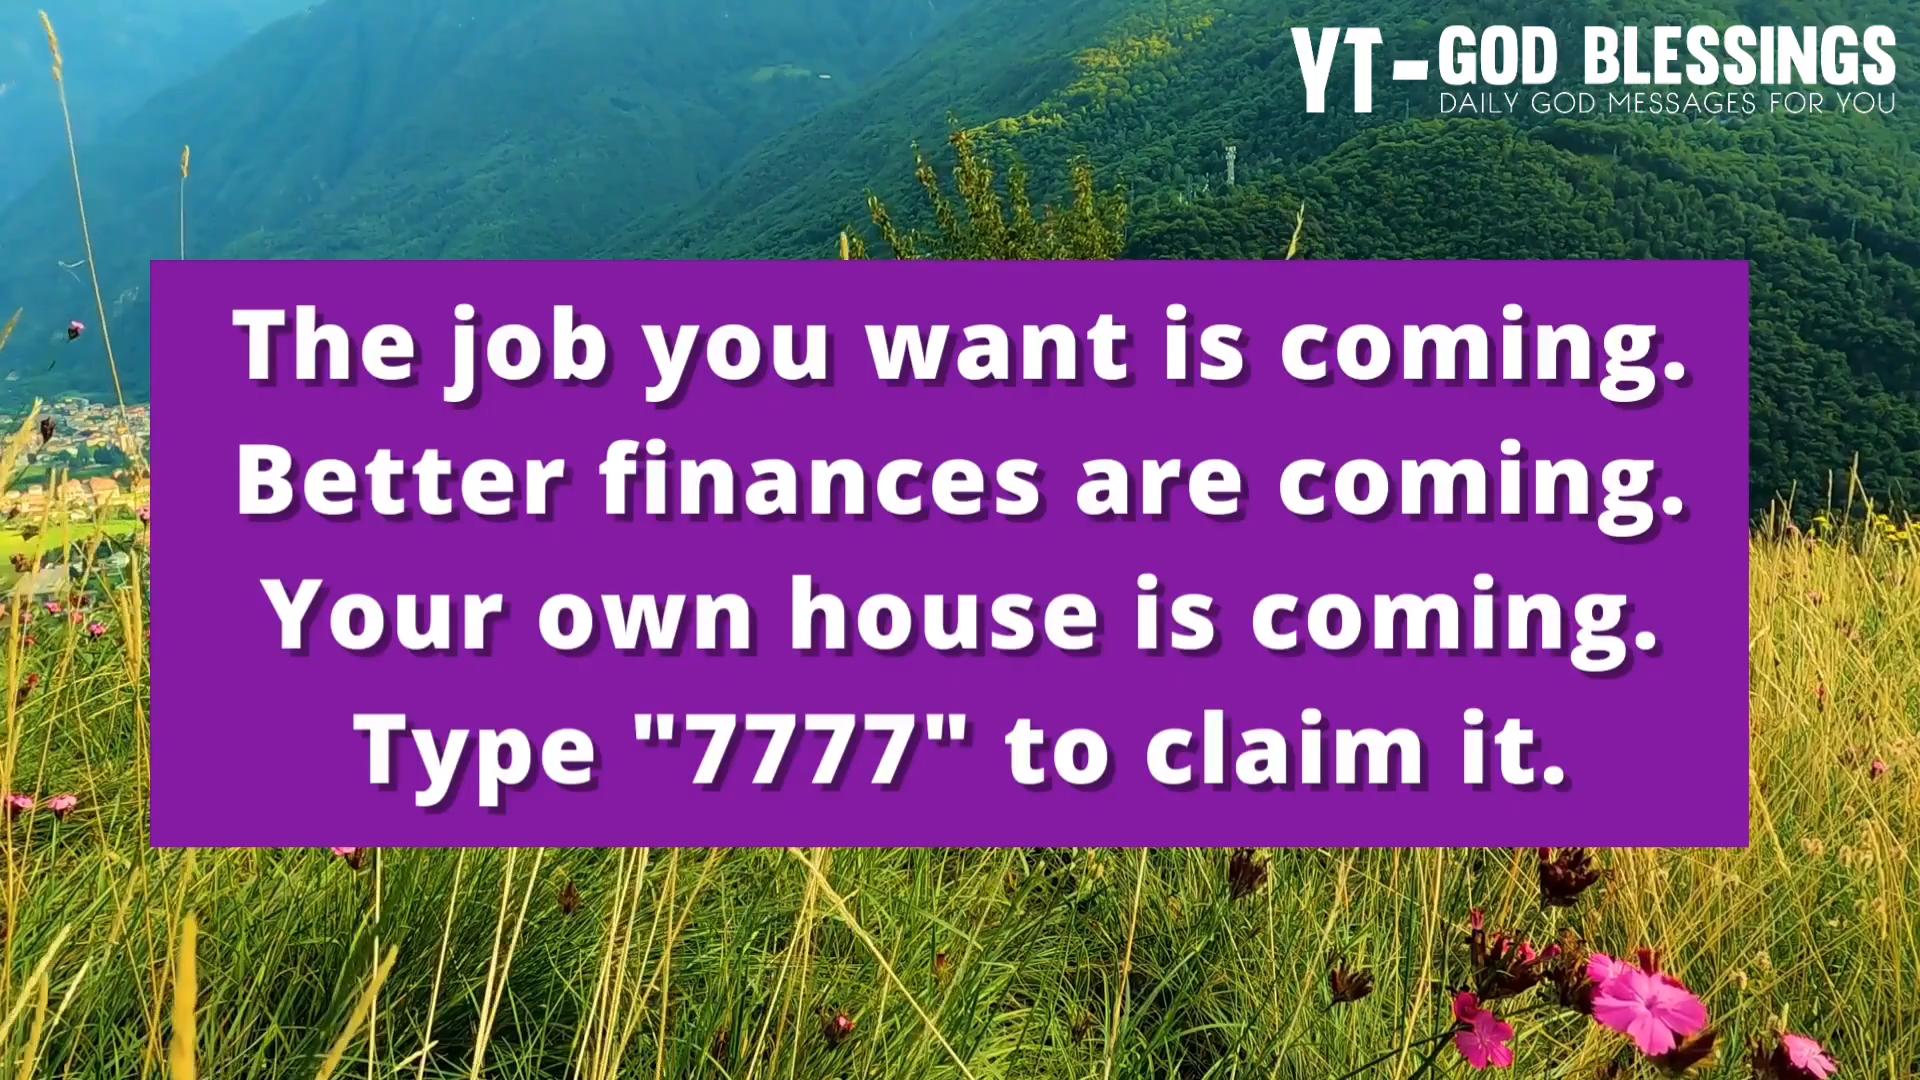 YT-GOD BLESSINGS
DAILY GOD MESSAGES FOR YOU
The job you want is coming.
Better finances are coming.
Your own house is coming.
Type "7777" to claim it.